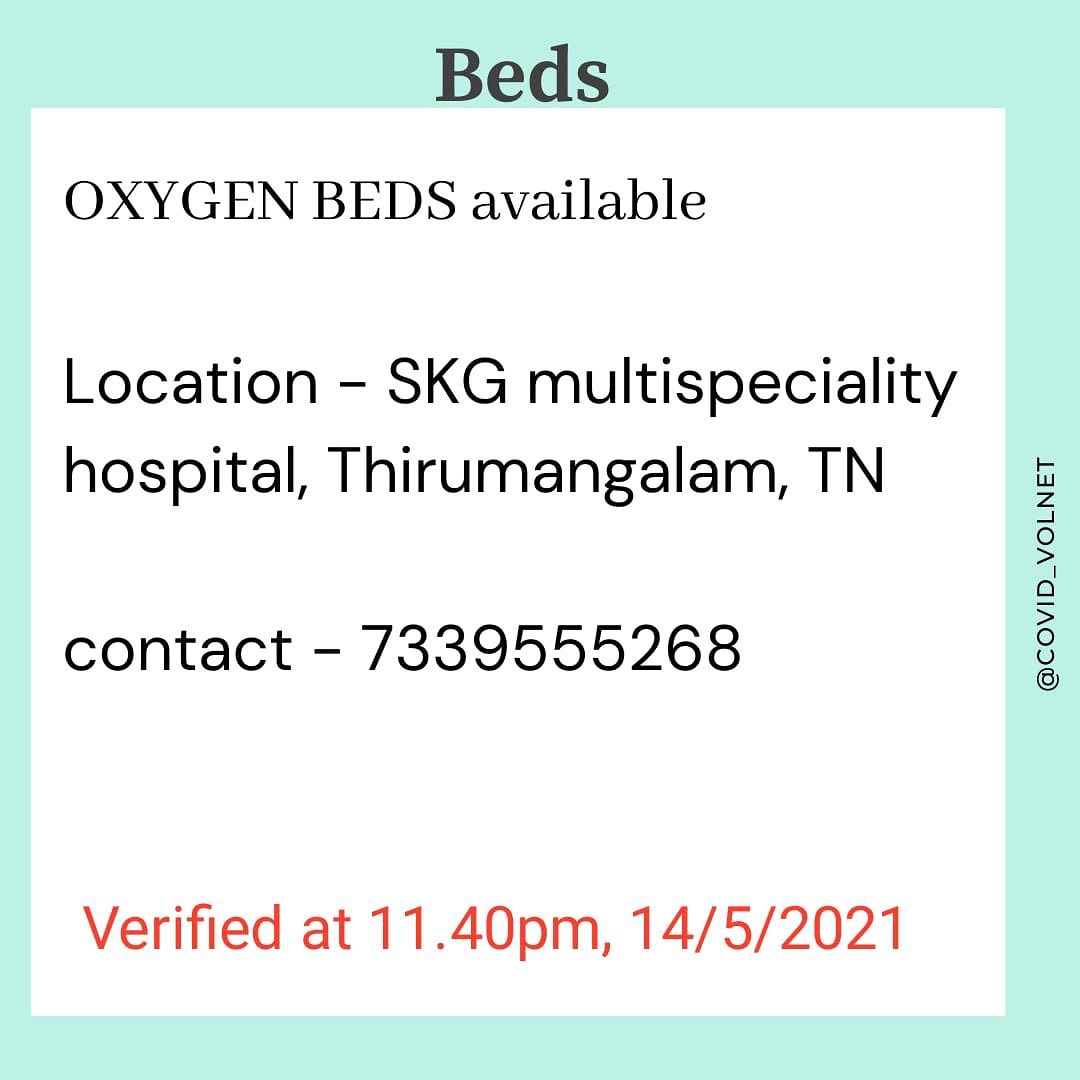 Beds
OXYGEN BEDS available
Location - SKG multispeciality
hospital, Thirumangalam, TN
contact - 7339555268
Verified at 11.40pm, 14/5/2021
@COVID_VOLNET